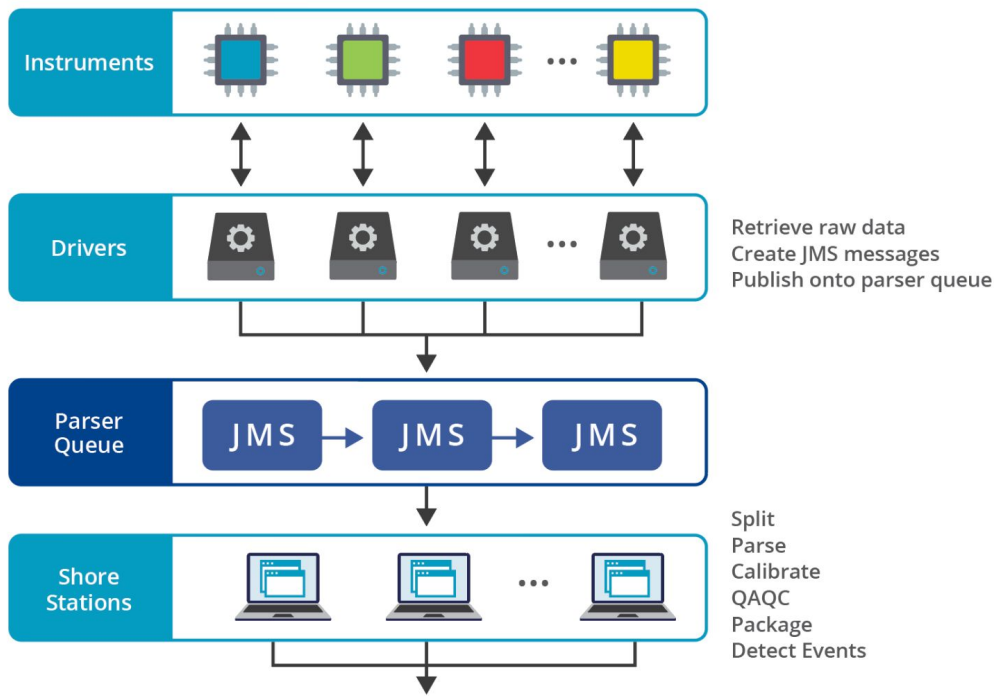 Instruments
Drivers
Retrieve raw data
Create JMS messages
Publish onto parser queue
Parser
Queue
JMS
JMS
JMS
Shore
Stations
Split
Parse
Calibrate
QAQC
Package
Detect Events